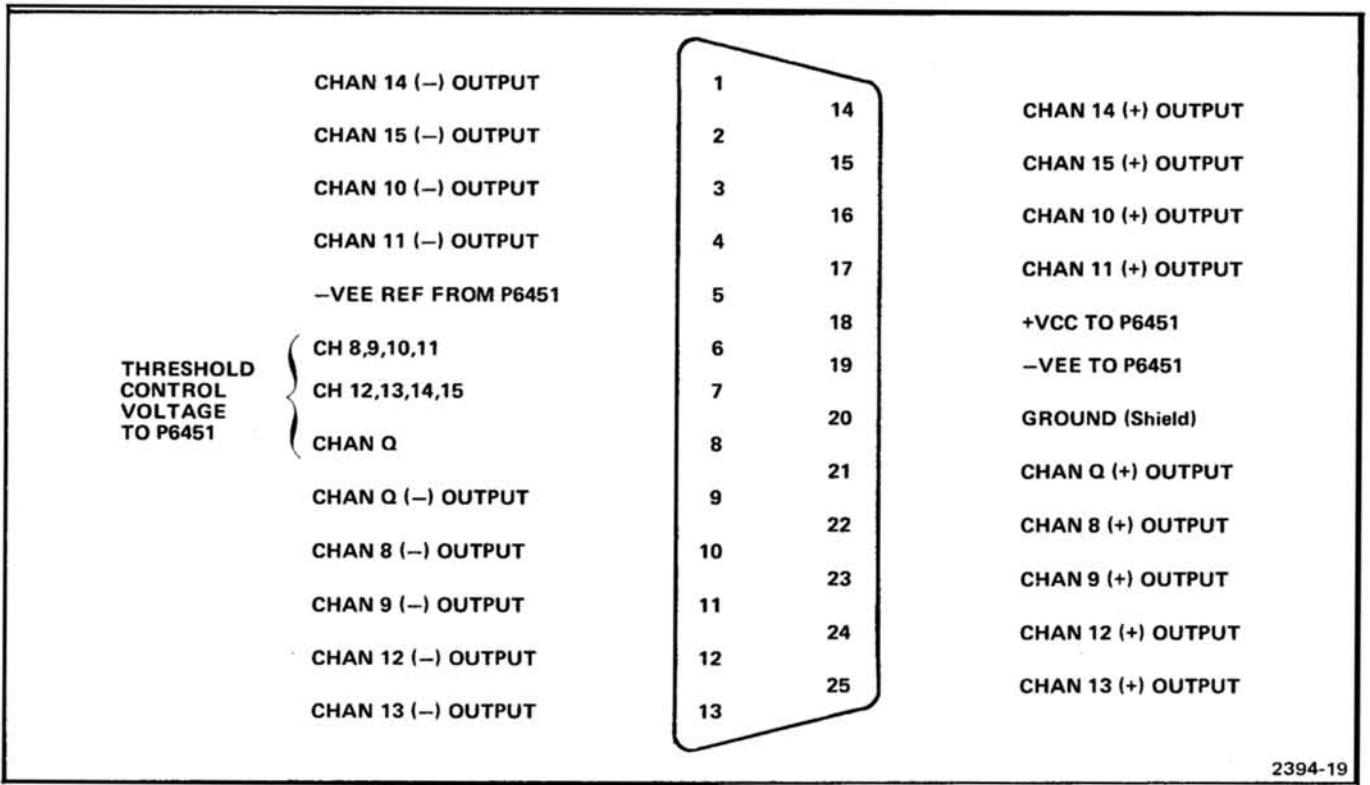 CHAN 14 (—) OUTPUT
1
14
CHAN 14 (+) OUTPUT
CHAN 15 (—) OUTPUT
2
15
CHAN 15 (+) OUTPUT
CHAN 10 (—) OUTPUT
3
16
CHAN 10 (+) OUTPUT
CHAN 11 (—) OUTPUT
4
17
CHAN 11 (+) OUTPUT
—VEE REF FROM P6451
5
18
+VCC TO P6451
THRESHOLD
CONTROL
VOLTAGE
TO P6451
CH 8,9,10,11
6
19
—VEE TO P6451
CH 12,13,14,15
7
20
GROUND (Shield)
CHAN Q
8
21
CHAN Q (+) OUTPUT
CHAN Q (—) OUTPUT
9
22
CHAN 8 (+) OUTPUT
CHAN 8 (—) OUTPUT
10
23
CHAN 9 (+) OUTPUT
CHAN 9 (—) OUTPUT
11
24
CHAN 12 (+) OUTPUT
CHAN 12 (—) OUTPUT
12
25
CHAN 13 (+) OUTPUT
CHAN 13 (—) OUTPUT
13
2394-19